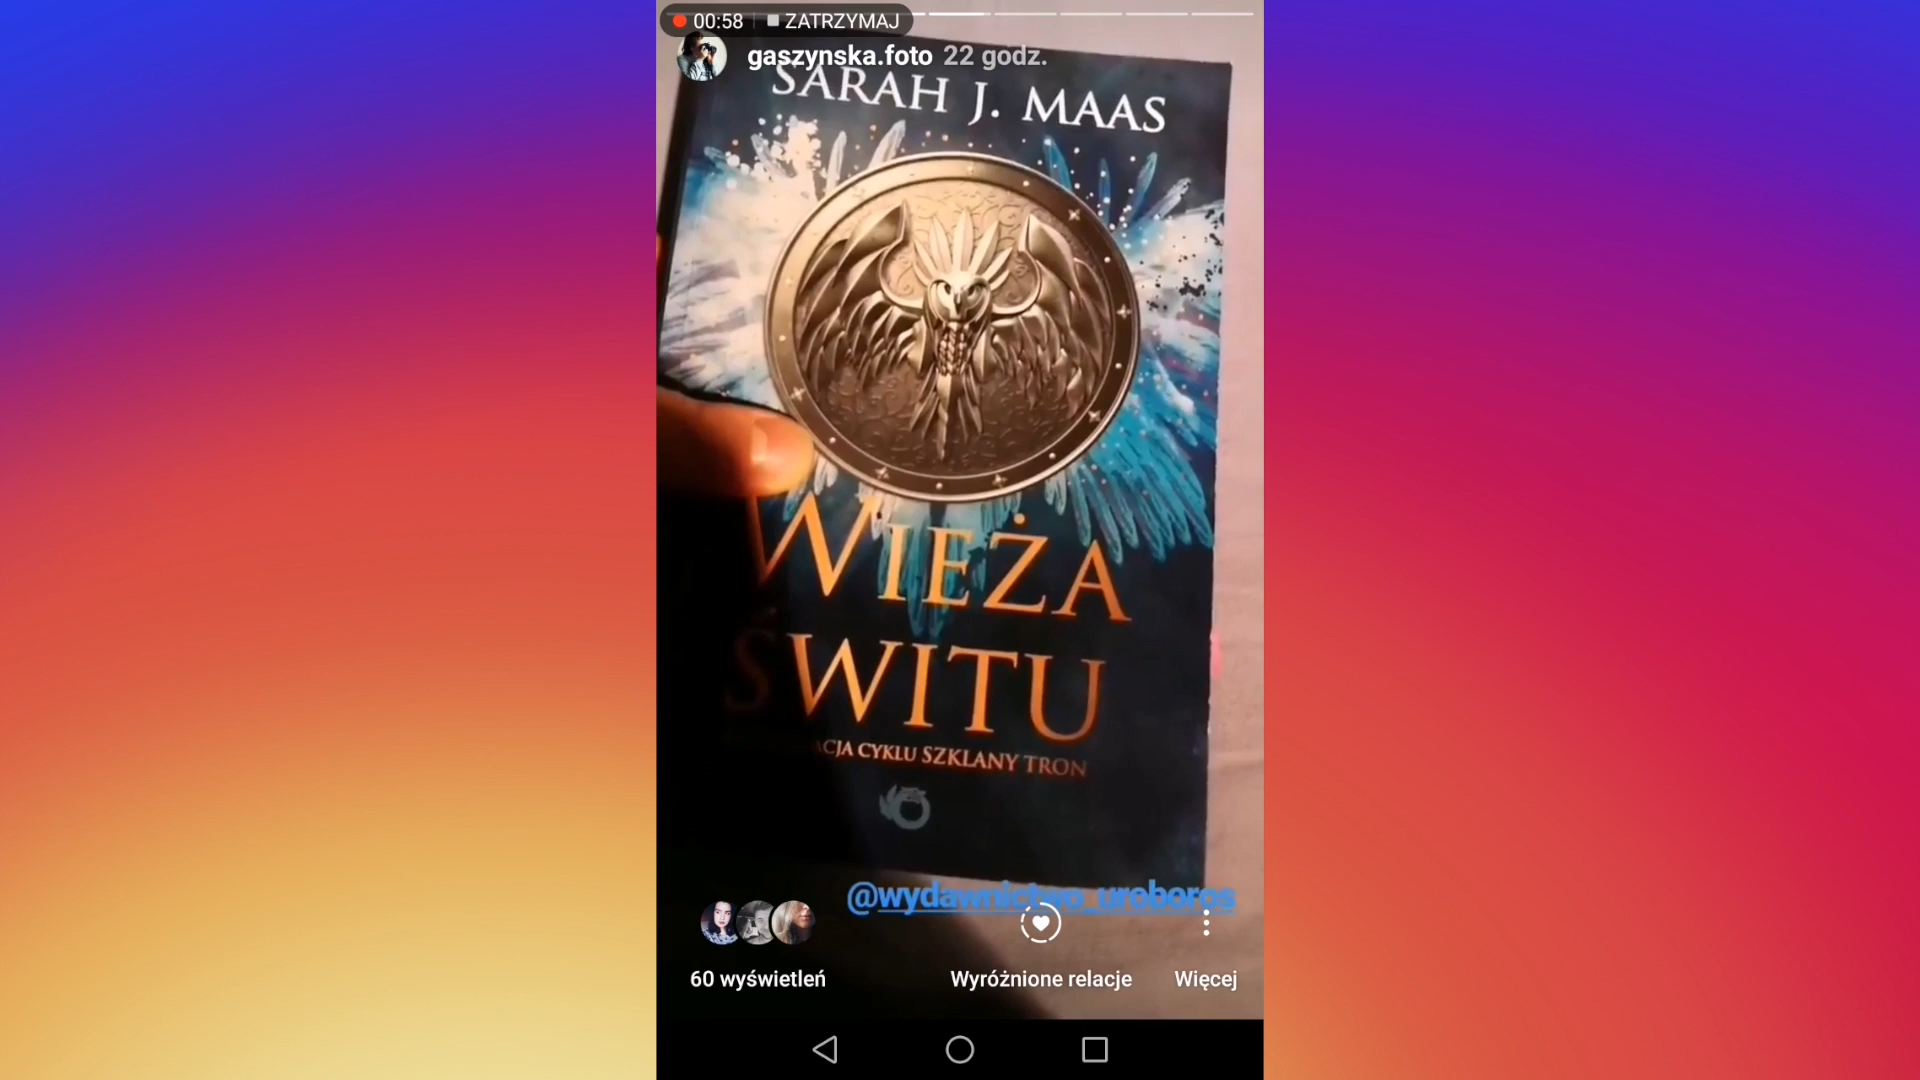 00:58 ZATRZYMAJ
gaszynska.foto 22 godz.
SARAH J. MAAS
WIEŻA
ŚWITU
CYKLU SZKLANY TRON
@wydawnictwo_uroboros
60 wyświetleń
Wyróżnione relacje
Więcej